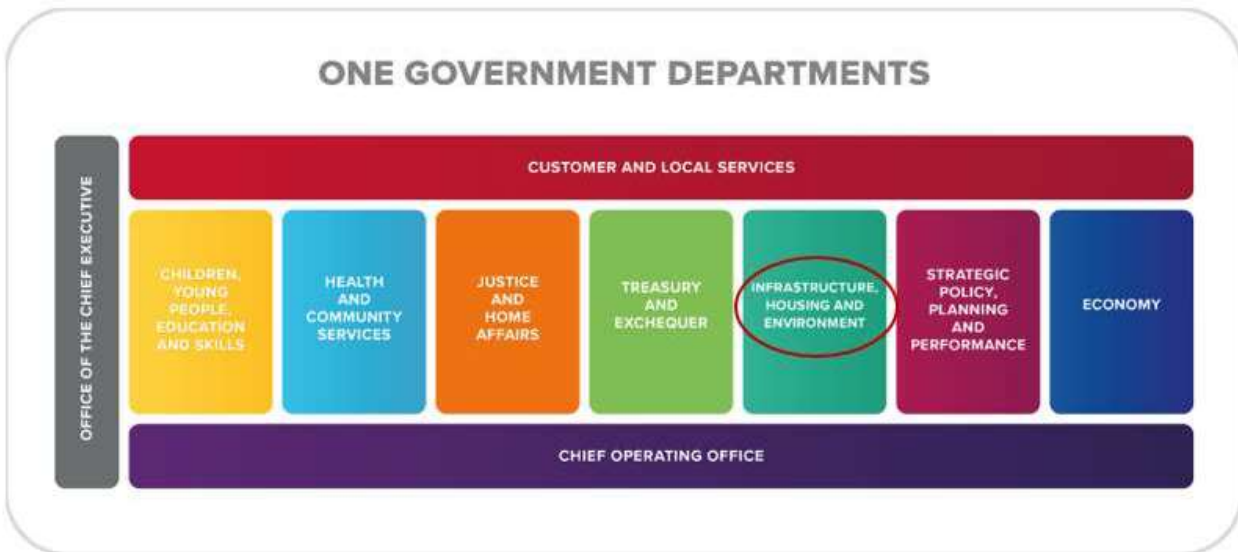 ONE GOVERNMENT DEPARTMENTS
OFFICE OF THE CHIEF EXECUTIVE
CUSTOMER AND LOCAL SERVICES
CHILDREN,
YOUNG
PEOPLE,
EDUCATION
AND SKILLS
HEALTH
AND
COMMUNITY
SERVICES
JUSTICE
AND
HOME
AFFAIRS
TREASURY
AND
EXCHEQUER
INFRASTRUCTURE,
HOUSING AND
ENVIRONMENT
STRATEGIC
POLICY,
PLANNING
AND
PERFORMANCE
ECONOMY
CHIEF OPERATING OFFICE